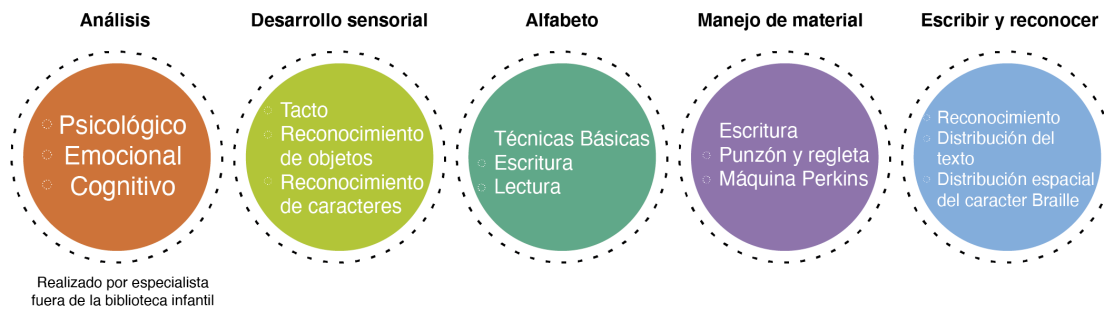 Análisis
Psicológico
Emocional
Cognitivo
Realizado por especialista
fuera de la biblioteca infantil
Desarrollo sensorial
Tacto
Reconocimiento
de objetos
Reconocimiento
de caracteres
Alfabeto
Técnicas Básicas
Escritura
Lectura
Manejo de material
Escritura
Punzón y regleta
Máquina Perkins
Escribir y reconocer
Reconocimiento
Distribución del
texto
Distribución espacial
del caracter Braille